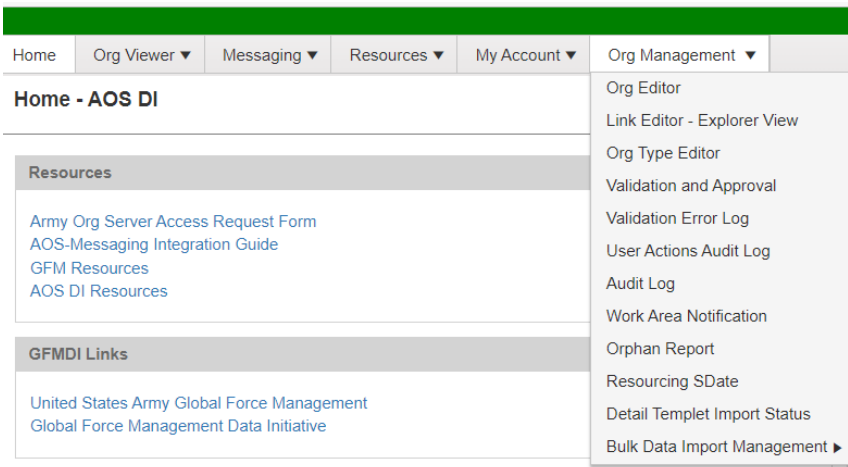 Home Org Viewer ▼ Messaging ▼ Resources ▼ My Account ▼ Org Management ▼
Home - AOS DI
Resources
Army Org Server Access Request Form
AOS-Messaging Integration Guide
GFM Resources
AOS DI Resources
GFMDI Links
United States Army Global Force Management
Global Force Management Data Initiative
Org Editor
Link Editor - Explorer View
Org Type Editor
Validation and Approval
Validation Error Log
User Actions Audit Log
Audit Log
Work Area Notification
Orphan Report
Resourcing SDate
Detail Templet Import Status
Bulk Data Import Management ▶